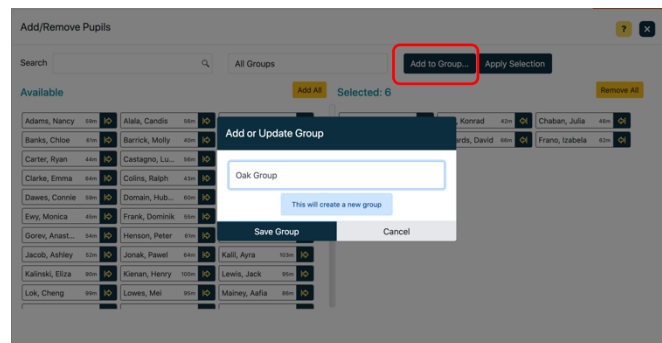 Add/Remove Pupils ?
Search All Groups Add to Group... Apply Selection
Available Add All Selected: 6 Remove All
Adams, Nancy 59m Alala, Candis 56m Konrad 42m Chaban, Julia 46m
Banks, Chloe 61m Barrick, Molly 45m David 66m Frano, Izabela 62m
Carter, Ryan 44m Castagno, Lu... 56m
Clarke, Emma 64m Colins, Ralph 43m
Dawes, Connie 59m Domain, Hub... 60m
Ewy, Monica 45m Frank, Dominik 50m
Gorev, Anast... 54m Henson, Peter 61m
Jacob, Ashley 52m Jonak, Pawel 64m Kalil, Ayra 103m
Kalinski, Eliza 90m Kienan, Henry 100m Lewis, Jack 85m
Lok, Cheng 99m Lowes, Mei 95m Mainey, Aafia 98m
Add or Update Group
Oak Group
This will create a new group
Save Group Cancel